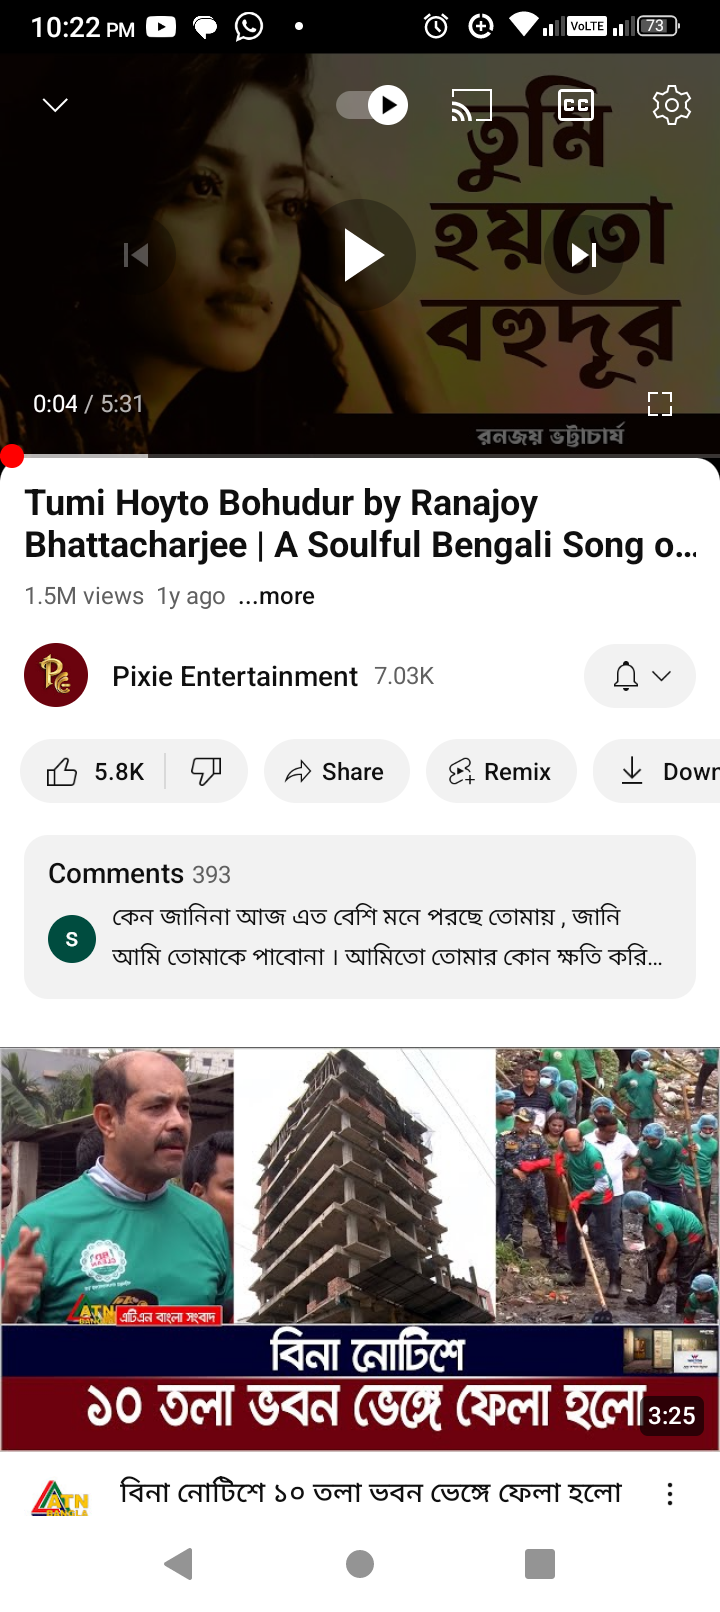 10:22 PM
VoLTE
73
CC
তুমি
হয়তো
বহুদূর
রনজয় ভট্টাচার্য
0:04 / 5:31
Tumi Hoyto Bohudur by Ranajoy
Bhattacharjee | A Soulful Bengali Song o...
1.5M views 1y ago ...more
Pixie Entertainment 7.03K
5.8K
Share
Remix
Down
Comments 393
S
কেন জানিনা আজ এত বেশি মনে পরছে তোমায় , জানি
আমি তোমাকে পাবোনা । আমিতো তোমার কোন ক্ষতি করি...
ATN
BANGLA
এটিএন বাংলা সংবাদ
বিনা নোটিশে
১০ তলা ভবন ভেঙ্গে ফেলা হলো
3:25
ATN
BANGLA
বিনা নোটিশে ১০ তলা ভবন ভেঙ্গে ফেলা হলো